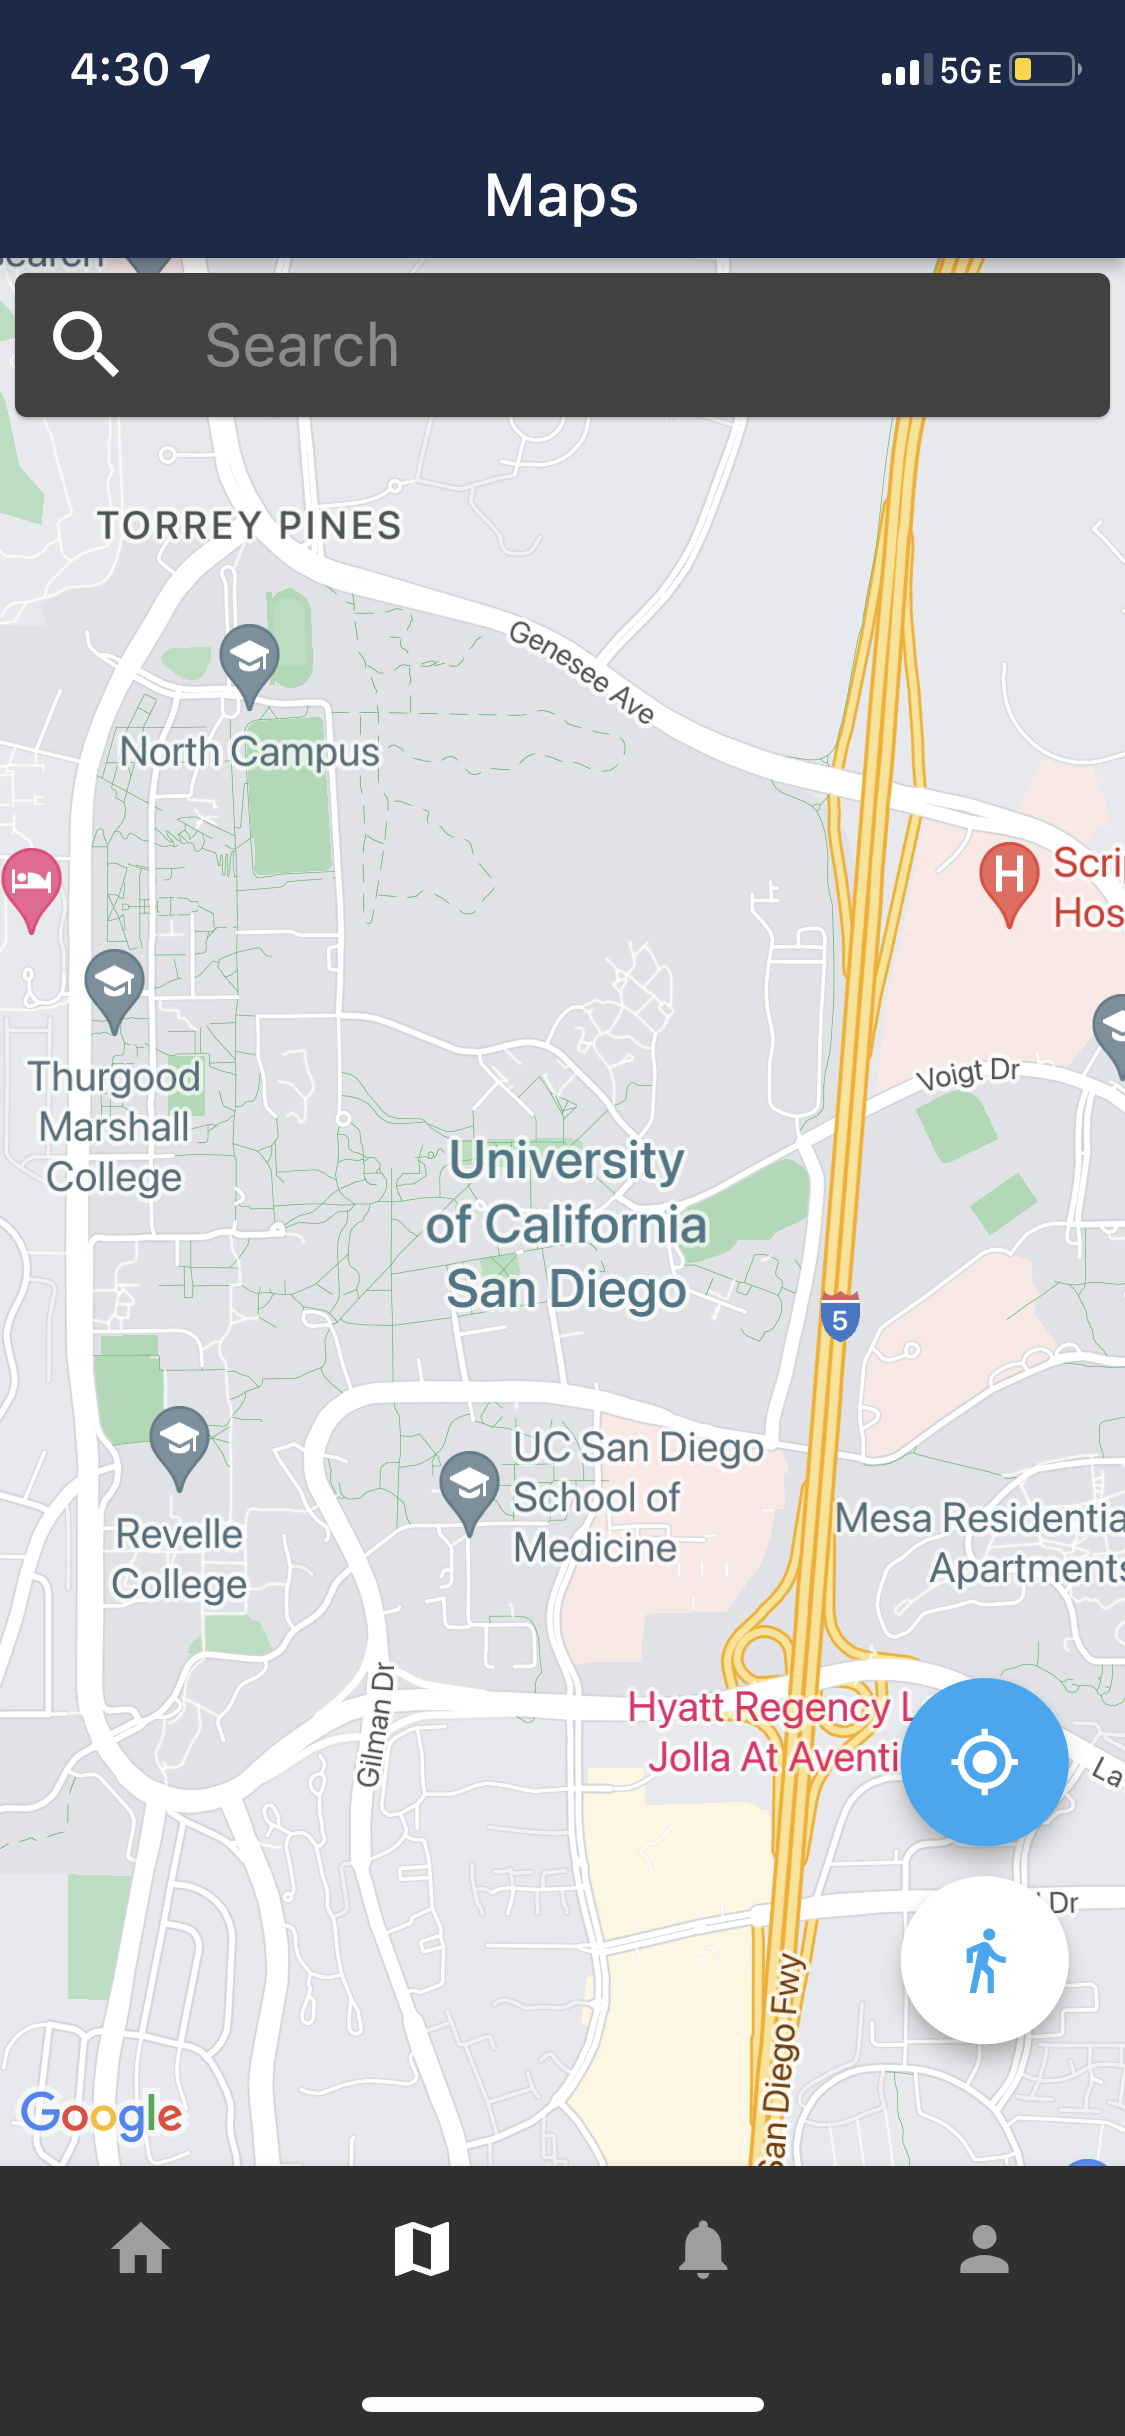 4:30
5G E
Maps
Search
TORREY PINES
Genesee Ave
North Campus
Hos
Thurgood
Marshall
College
Voigt Dr
University
of California
San Diego
5
UC San Diego
School of
Medicine
Revelle
College
Mesa Residentia
Apartments
Gilman Dr
Hyatt Regency L
Jolla At Aventi
La
Dr
San Diego Fwy
Google